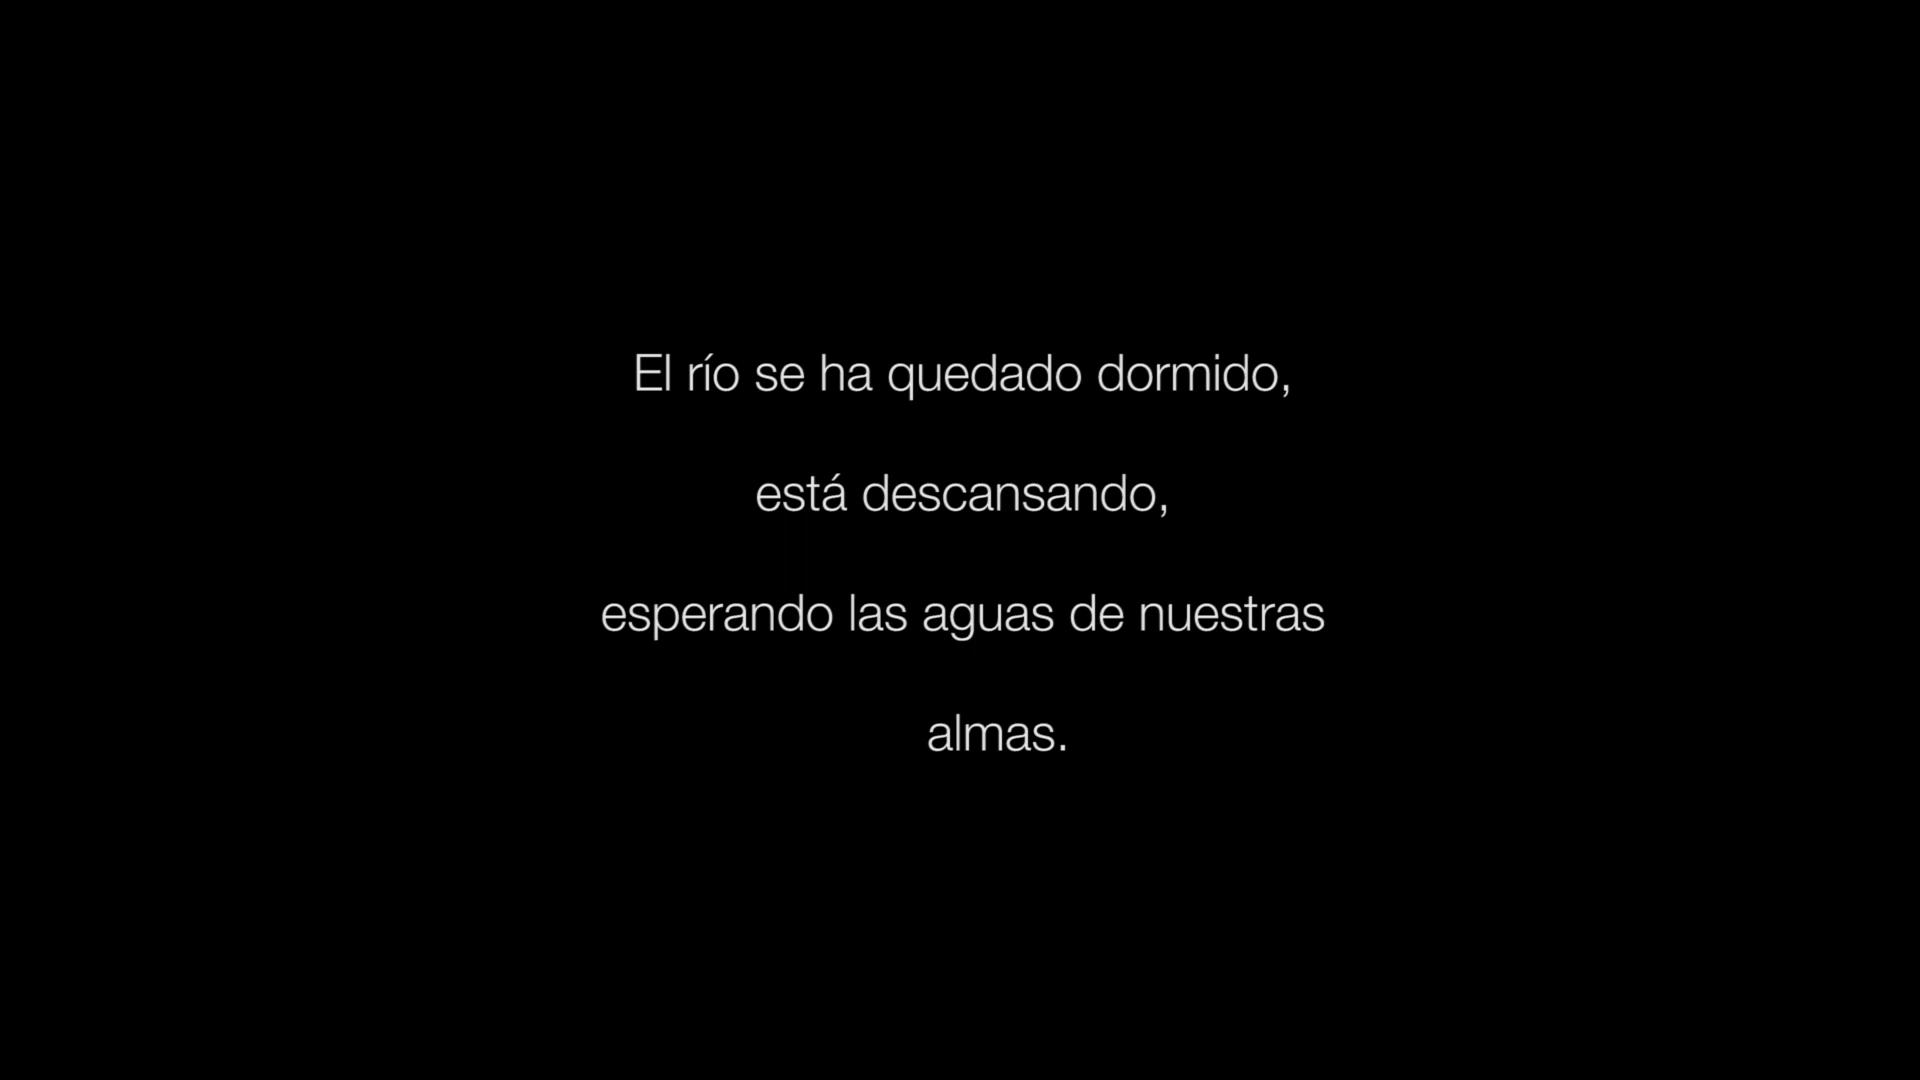 El río se ha quedado dormido,
está descansando,
esperando las aguas de nuestras
almas.